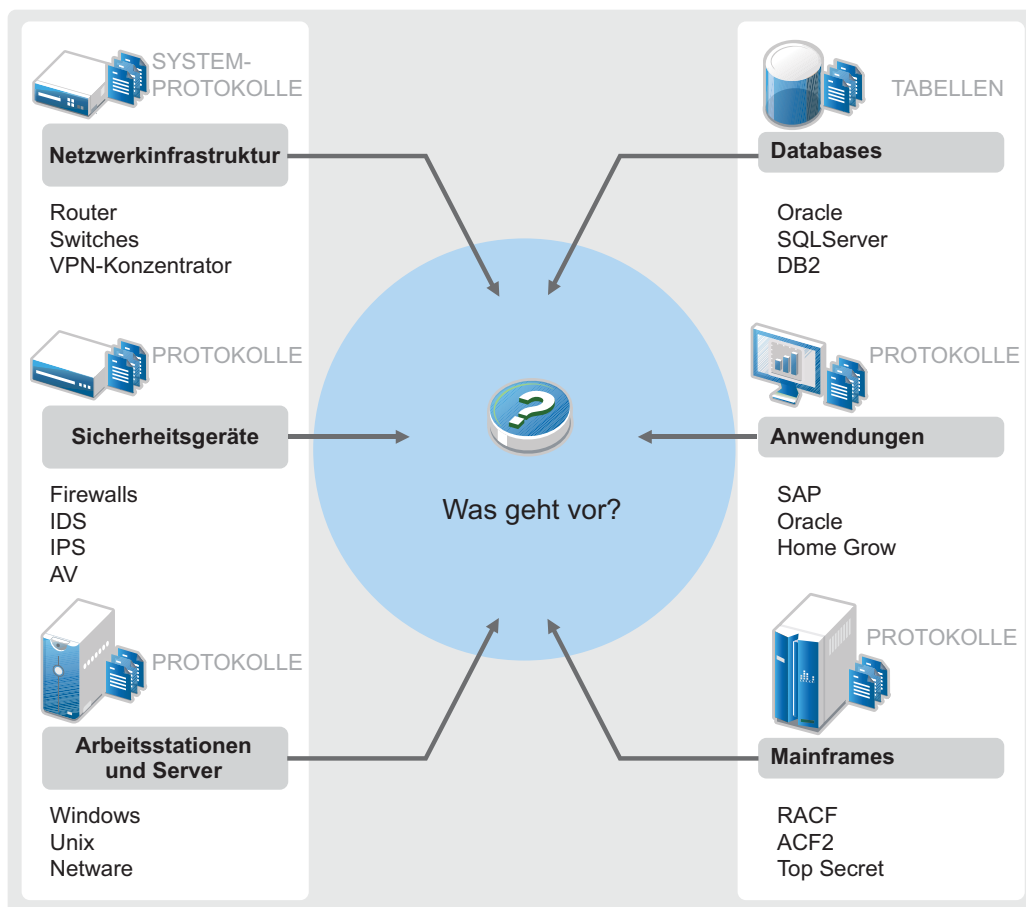 SYSTEM-
PROTOKOLLE
Netzwerkinfrastruktur
Router
Switches
VPN-Konzentrator
PROTOKOLLE
Sicherheitsgeräte
Firewalls
IDS
IPS
AV
PROTOKOLLE
Arbeitsstationen
und Server
Windows
Unix
Netware
?
Was geht vor?
TABELLEN
Databases
Oracle
SQLServer
DB2
PROTOKOLLE
Anwendungen
SAP
Oracle
Home Grow
PROTOKOLLE
Mainframes
RACF
ACF2
Top Secret